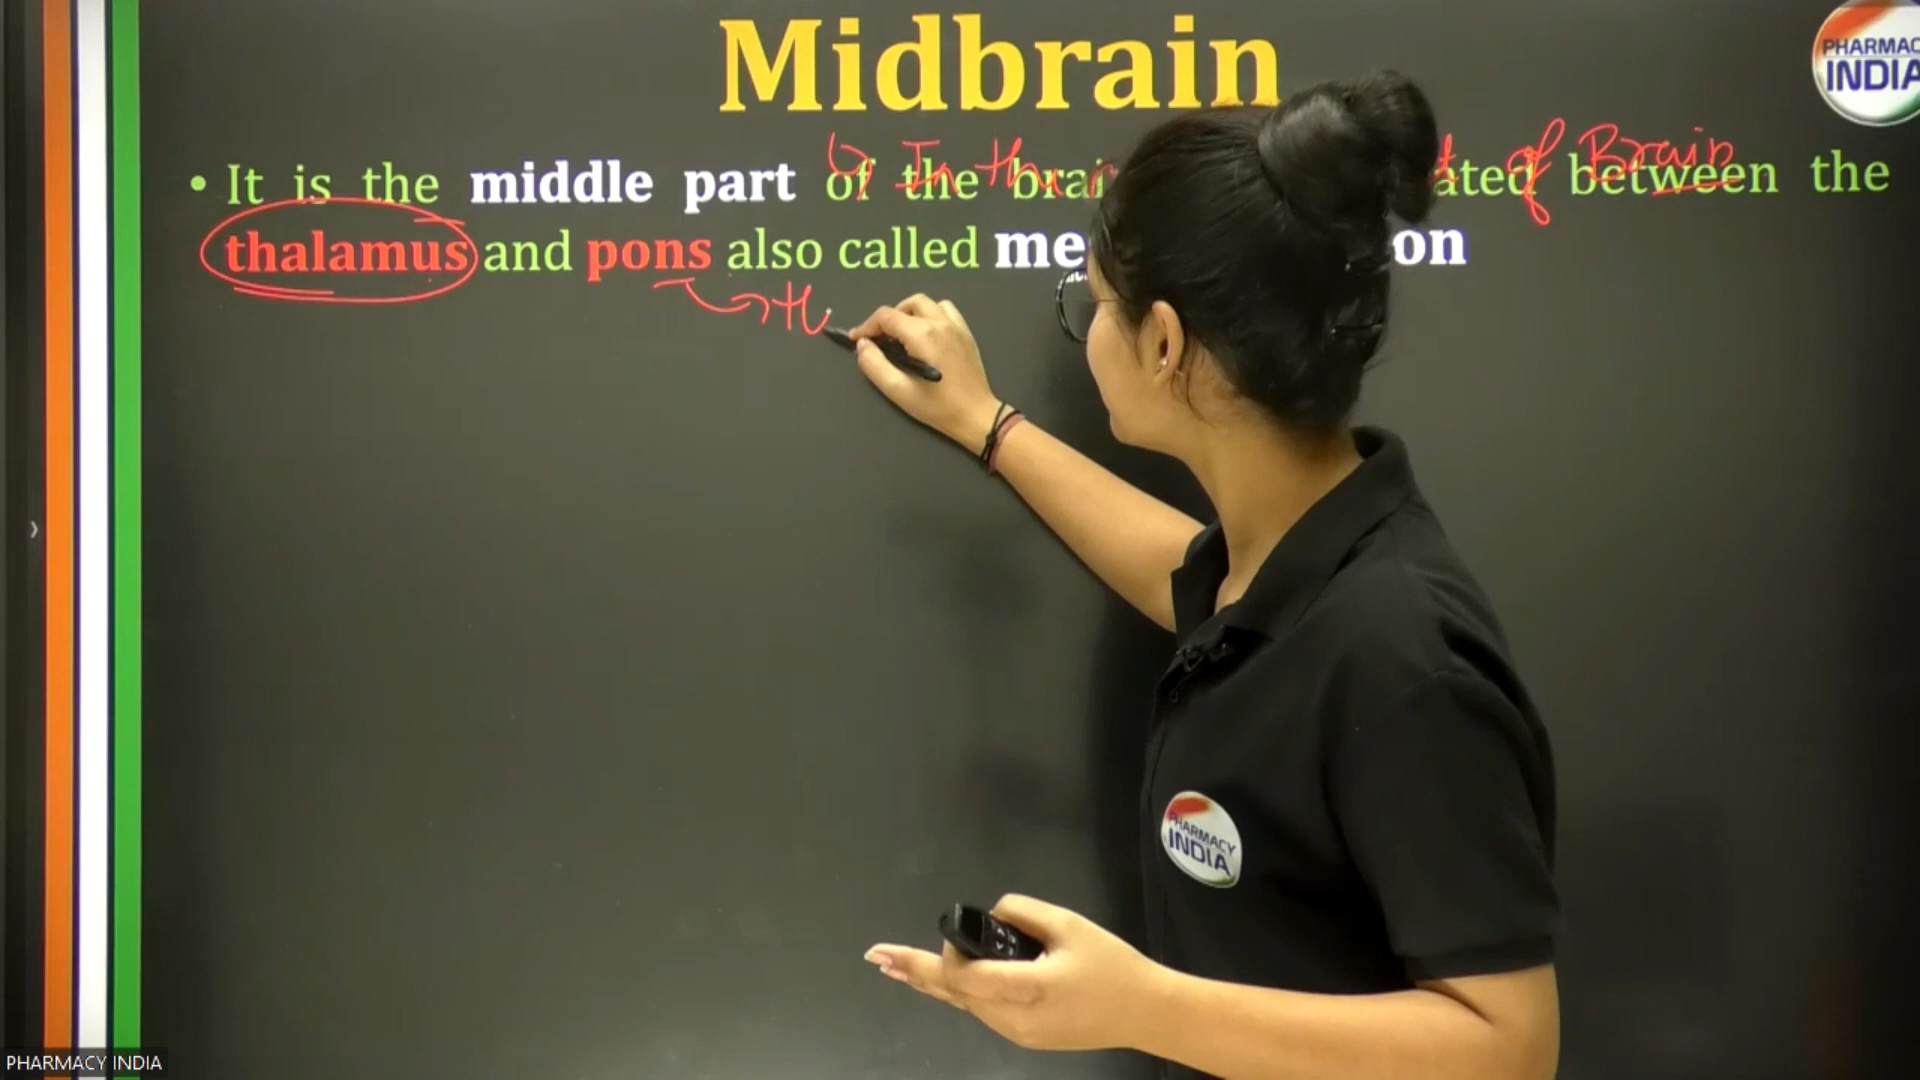 Midbrain
PHARMAC
INDIA
of Brain
In th
• It is the middle part of the brai ated between the
thalamus and pons also called me on
PHARMACY
INDIA
PHARMACY INDIA